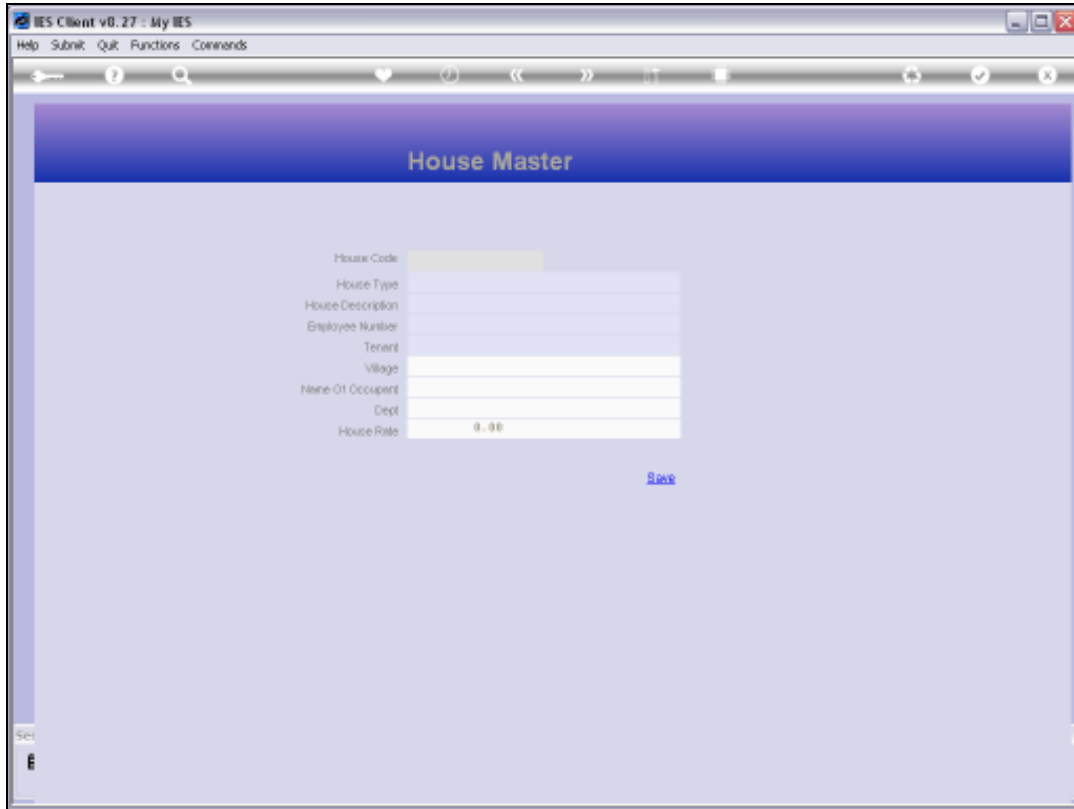 IES Client v8.27 : My IES
Help Submit Quit Functions Commands
House Master
House Code
House Type
House Description
Employee Number
Tenant
Village
Name Of Occupant
Dept
House Rate 0.00
Save